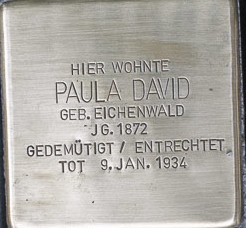 HIER WOHNTE
PAULA DAVID
GEB. EICHENWALD
JG. 1872
GEDEMÜTIGT / ENTRECHTET
TOT 9. JAN. 1934